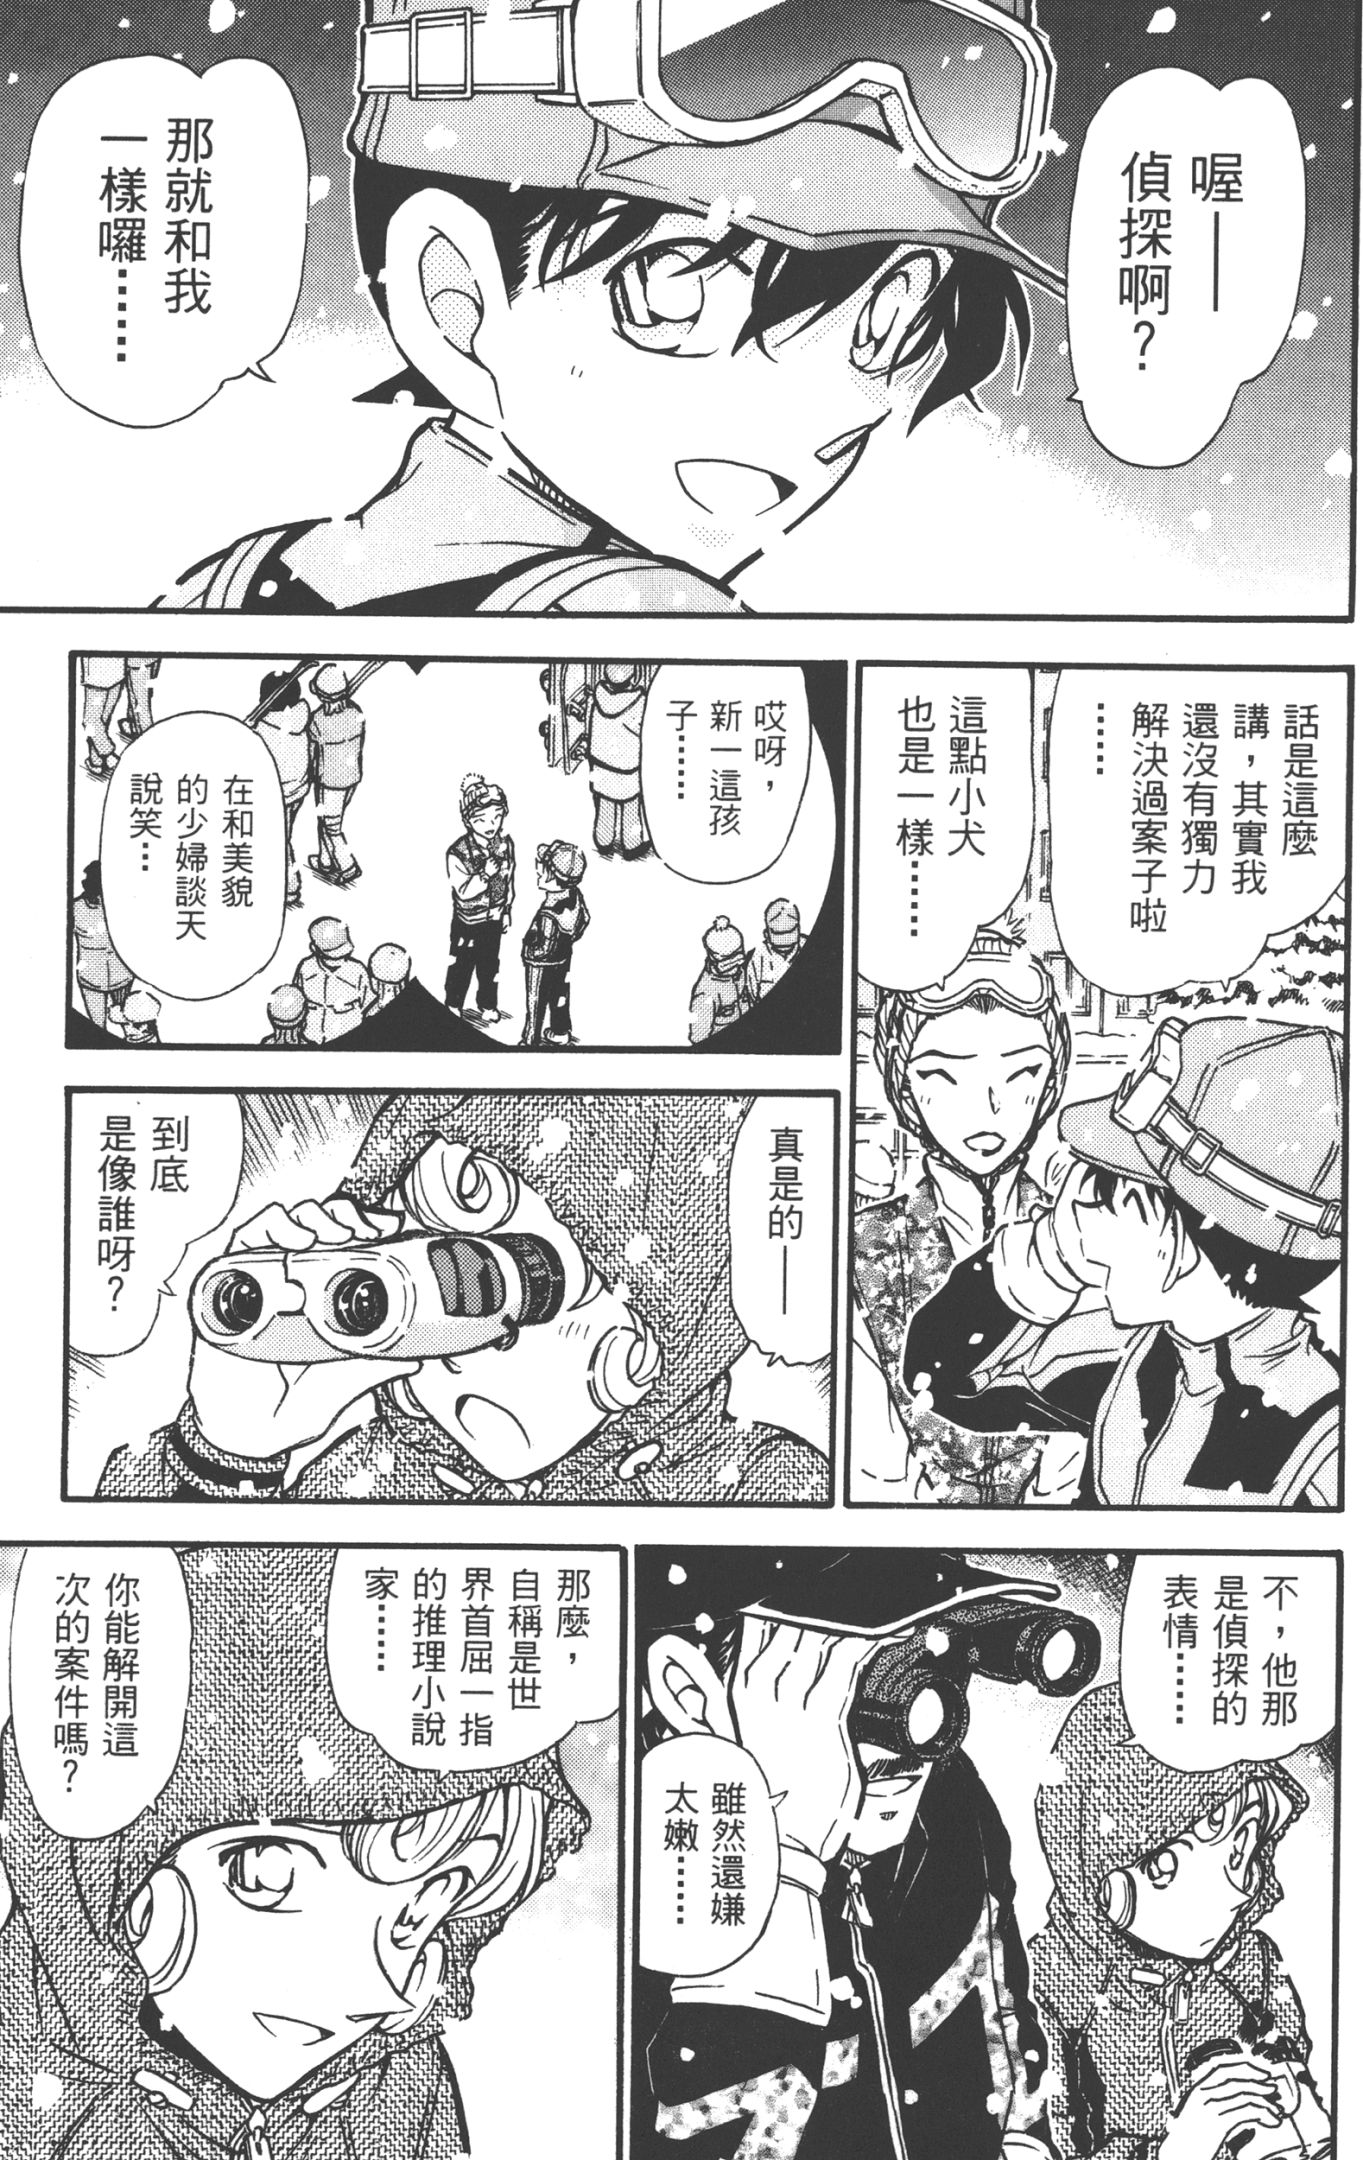 喔——
偵探啊？
那就和我
一樣囉……
話是這麼
講，其實我
還沒有獨力
解決過案子啦
……
這點小犬
也是一樣……
哎呀，
新一這孩
子……
在和美貌
的少婦談天
說笑…
真是的——
到底
是像誰呀？
不，他那
是偵探的
表情……
雖然還嫌
太嫩……
那麼，
自稱是世
界首屈一指
的推理小說
家……
你能解開這
次的案件嗎？